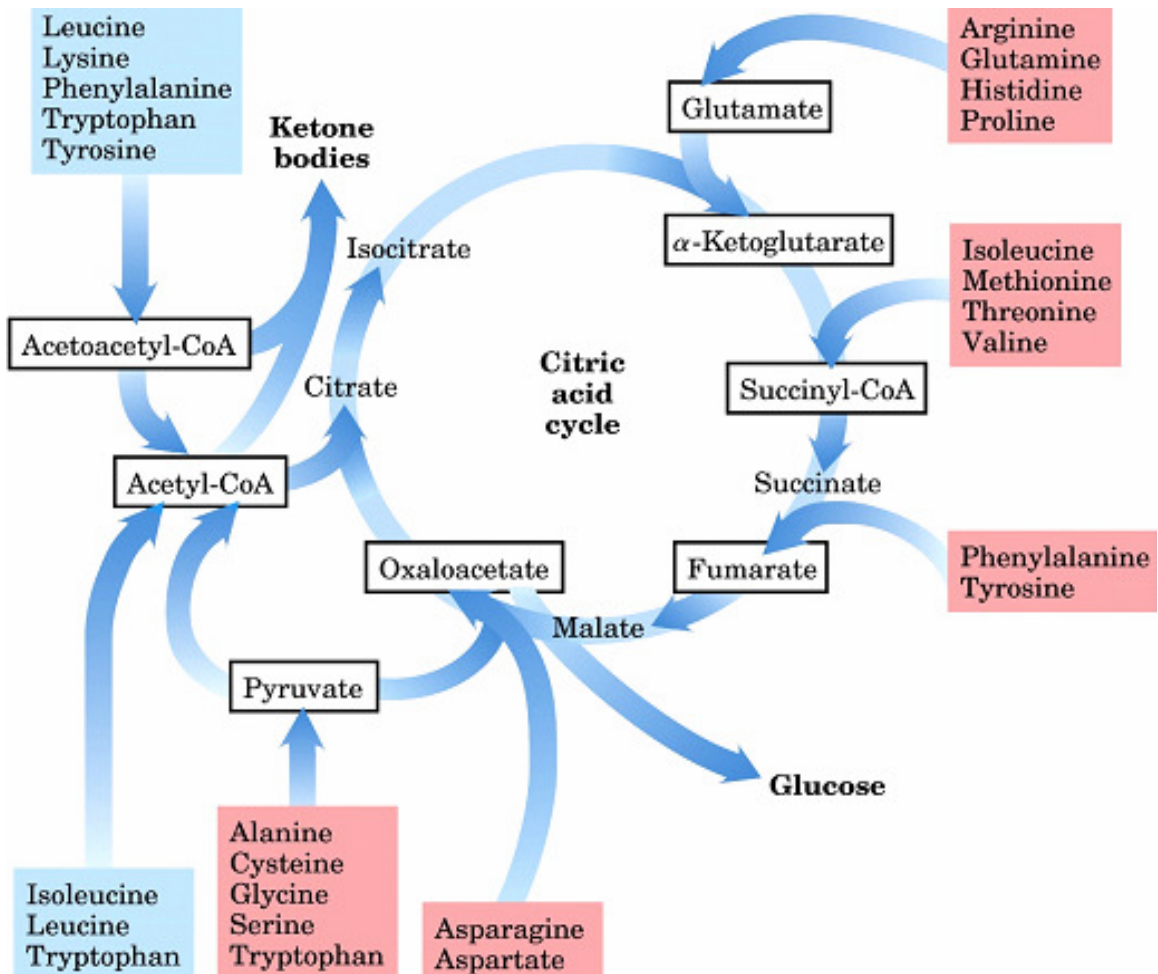 Leucine
Lysine
Phenylalanine
Tryptophan
Tyrosine
Ketone
bodies
Arginine
Glutamine
Histidine
Proline
Glutamate
Isocitrate
α-Ketoglutarate
Isoleucine
Methionine
Threonine
Valine
Acetoacetyl-CoA
Citrate
Citric
acid
cycle
Succinyl-CoA
Acetyl-CoA
Succinate
Oxaloacetate
Fumarate
Phenylalanine
Tyrosine
Malate
Pyruvate
Glucose
Alanine
Cysteine
Glycine
Serine
Tryptophan
Isoleucine
Leucine
Tryptophan
Asparagine
Aspartate